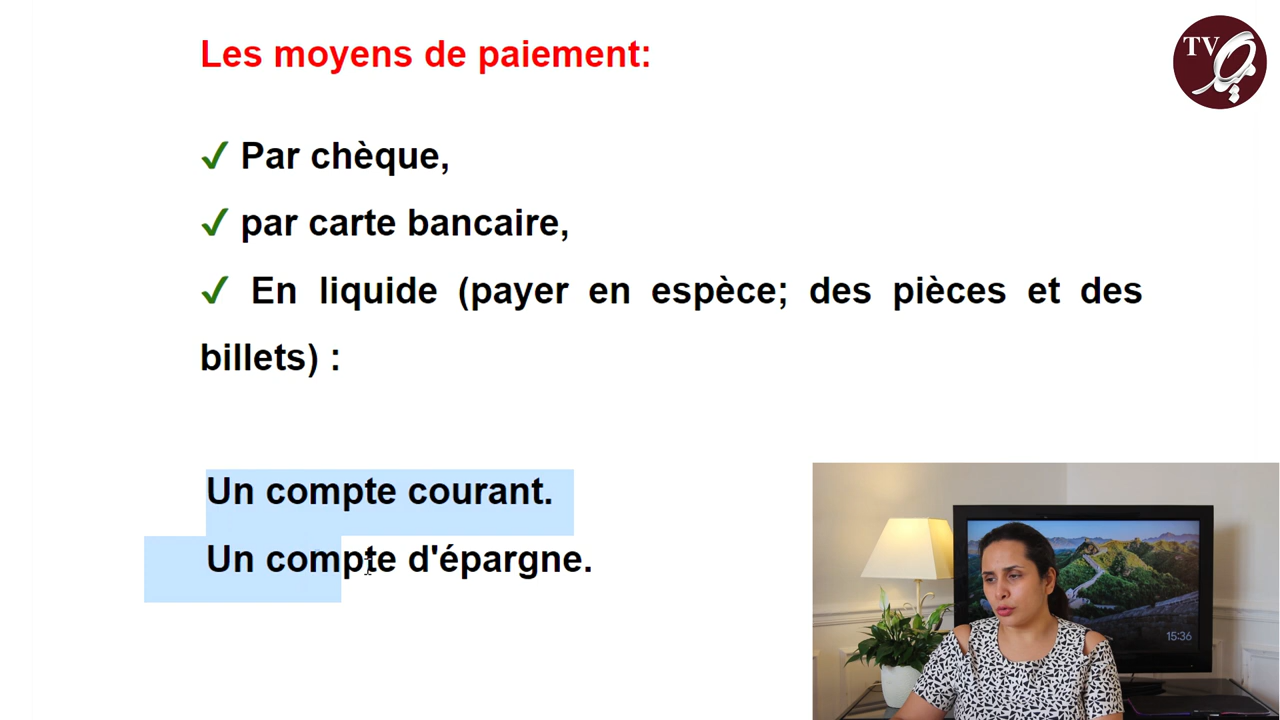 Les moyens de paiement:
TV
✓ Par chèque,
✓ par carte bancaire,
✓ En liquide (payer en espèce; des pièces et des
billets) :
Un compte courant.
Un compte d'épargne.
15:36